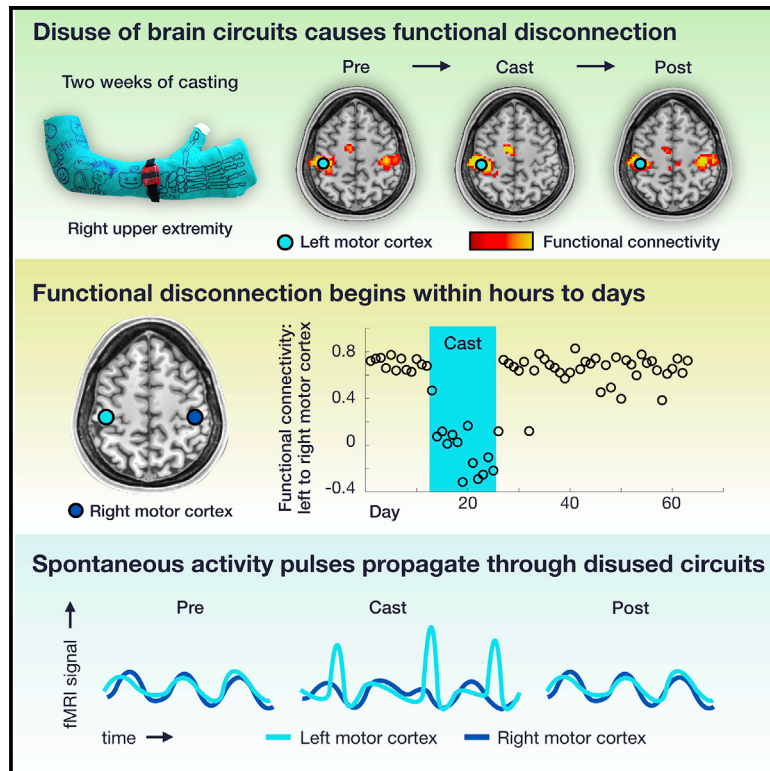 Disuse of brain circuits causes functional disconnection
Two weeks of casting
Pre
Cast
Post
Right upper extremity
Left motor cortex
Functional connectivity
Functional disconnection begins within hours to days
Right motor cortex
Functional connectivity:
left to right motor cortex
Cast
0.8
0.4
0
-0.4
20
40
60
Day
Spontaneous activity pulses propagate through disused circuits
Pre
Cast
Post
fMRI signal
time
Left motor cortex
Right motor cortex